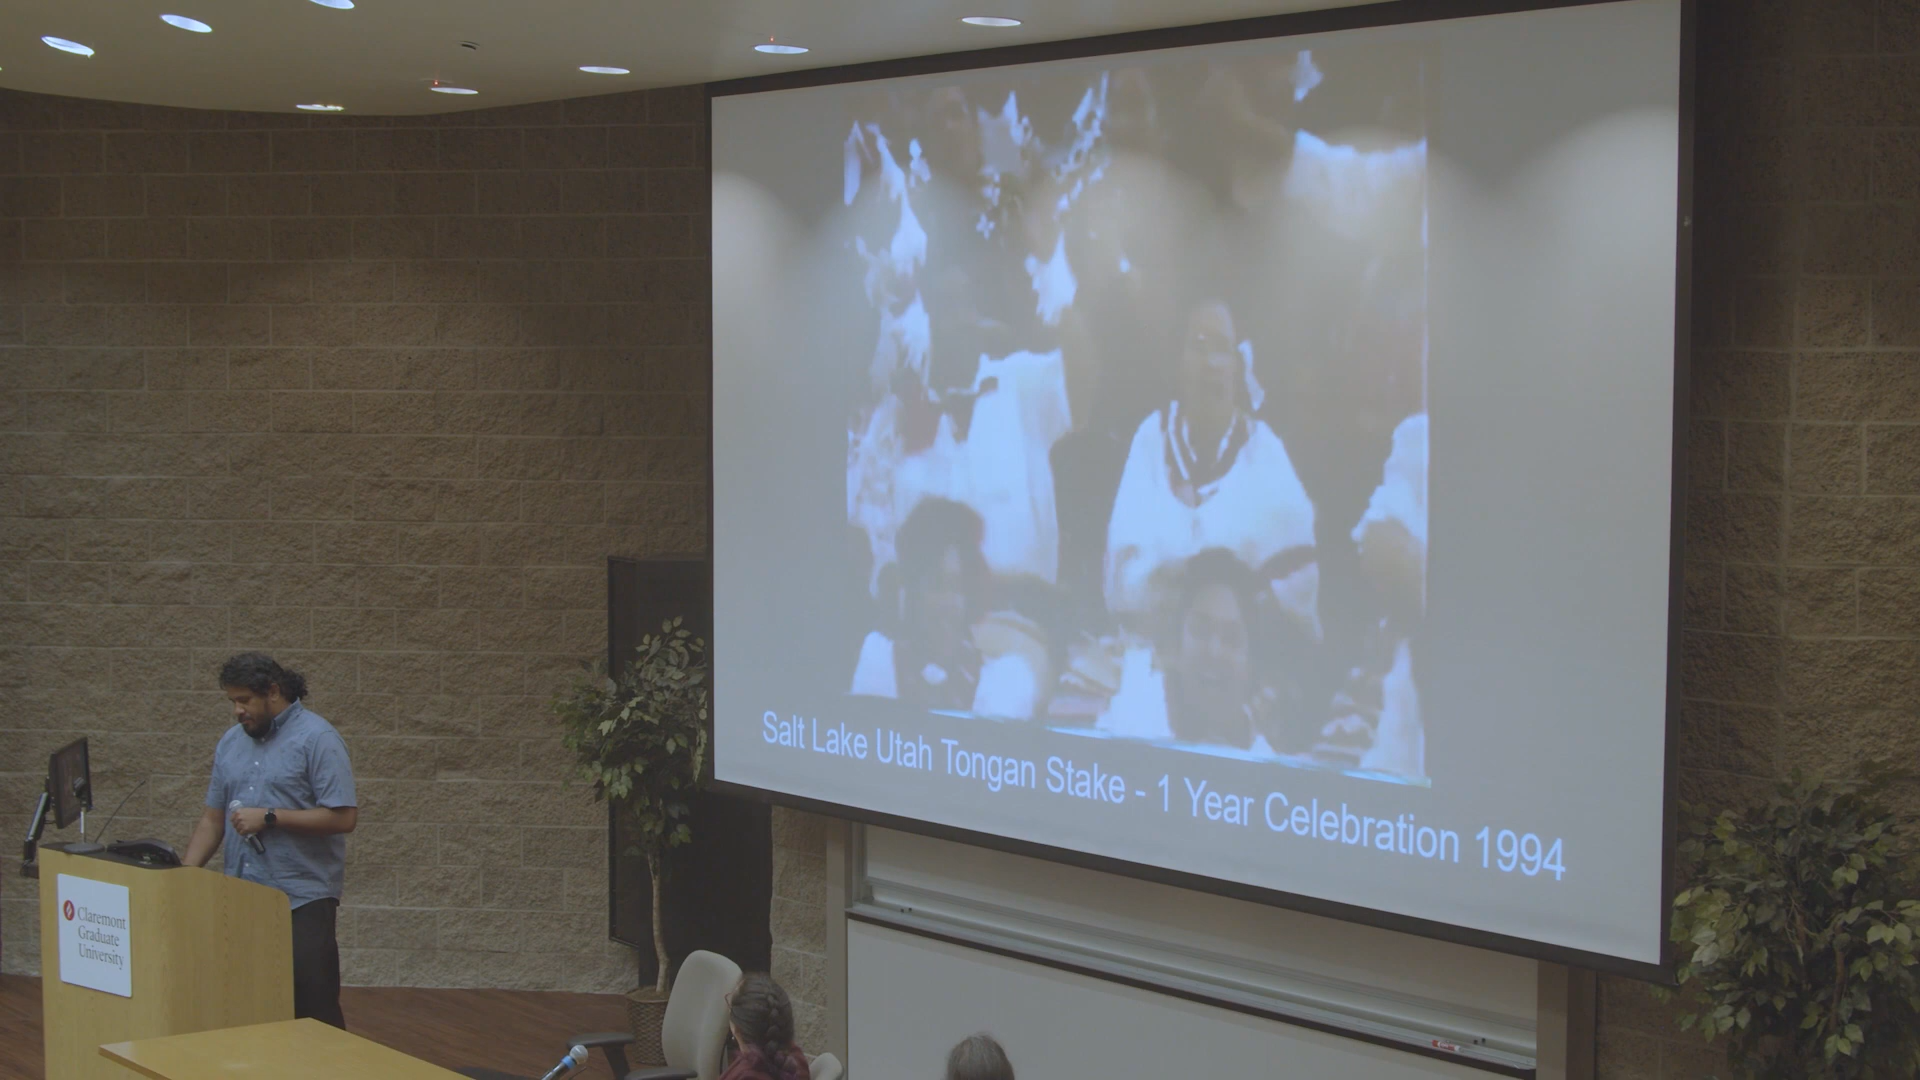 Salt Lake Utah Tongan Stake - 1 Year Celebration 1994
Claremont
Graduate
University